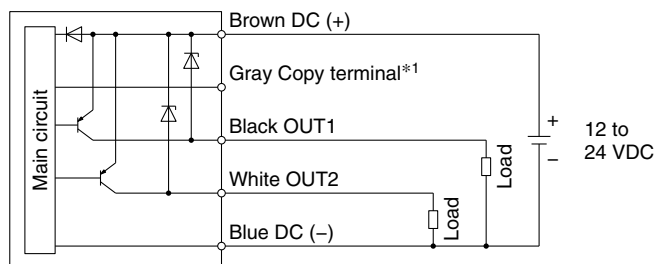 Brown DC (+)
Gray Copy terminal*1
Main circuit
Black OUT1
+
12 to
24 VDC
−
Load
White OUT2
Load
Blue DC (−)